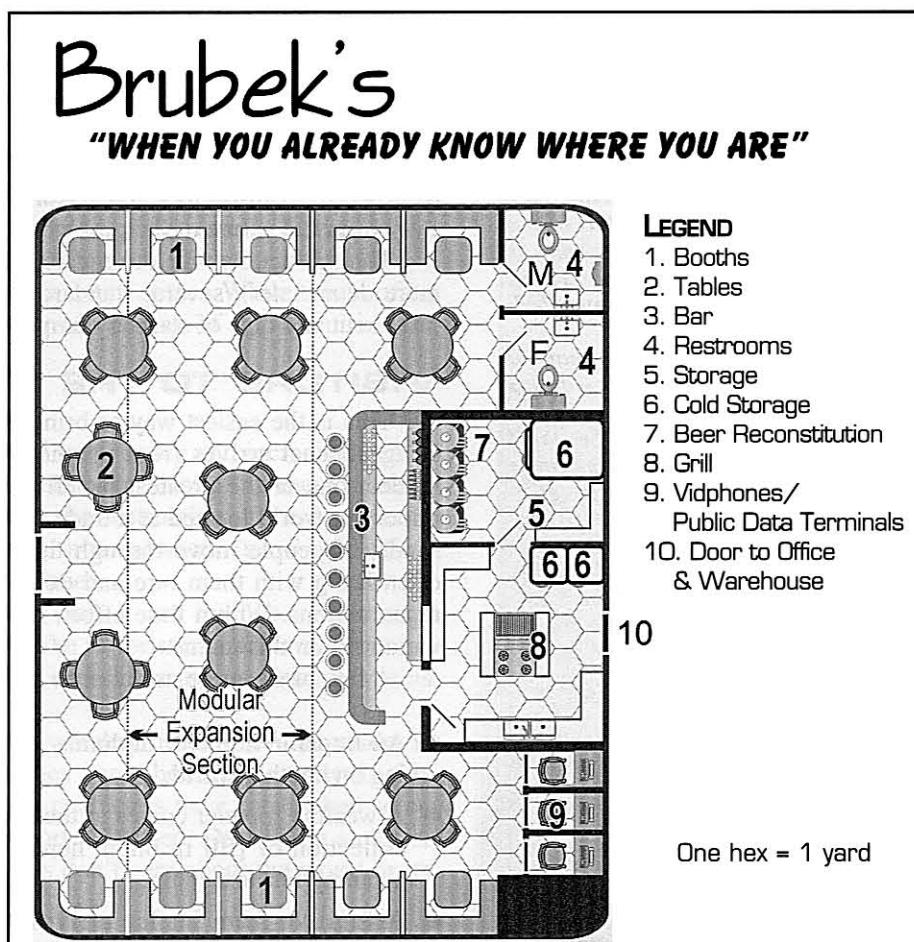 Brubek's
"WHEN YOU ALREADY KNOW WHERE YOU ARE"
LEGEND
1. Booths
2. Tables
3. Bar
4. Restrooms
5. Storage
6. Cold Storage
7. Beer Reconstitution
8. Grill
9. Vidphones/
Public Data Terminals
10. Door to Office
& Warehouse
1
M
4
F
4
2
7
6
3
5
6
6
8
10
Modular
Expansion
Section
9
1
One hex = 1 yard